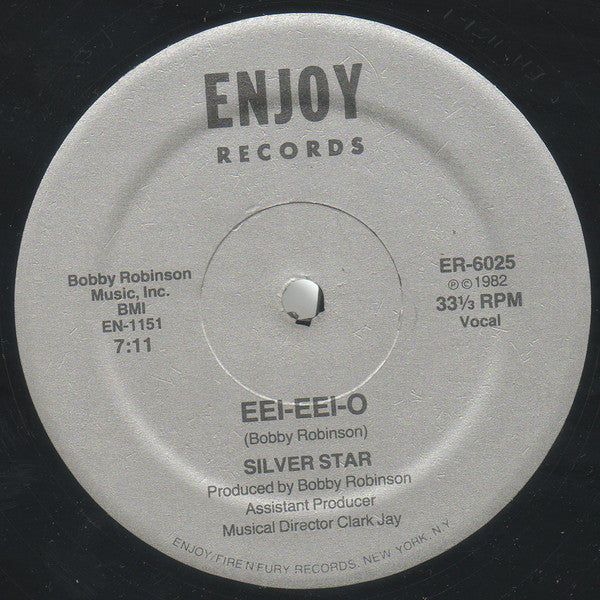 ENJOY
RECORDS
Bobby Robinson
Music, Inc.
BMI
EN-1151
7:11
ER-6025
℗ © 1982
33⅓ RPM
Vocal
EEI-EEI-O
(Bobby Robinson)
SILVER STAR
Produced by Bobby Robinson
Assistant Producer
Musical Director Clark Jay
ENJOY/FIRE N'FURY RECORDS, NEW YORK, N.Y.